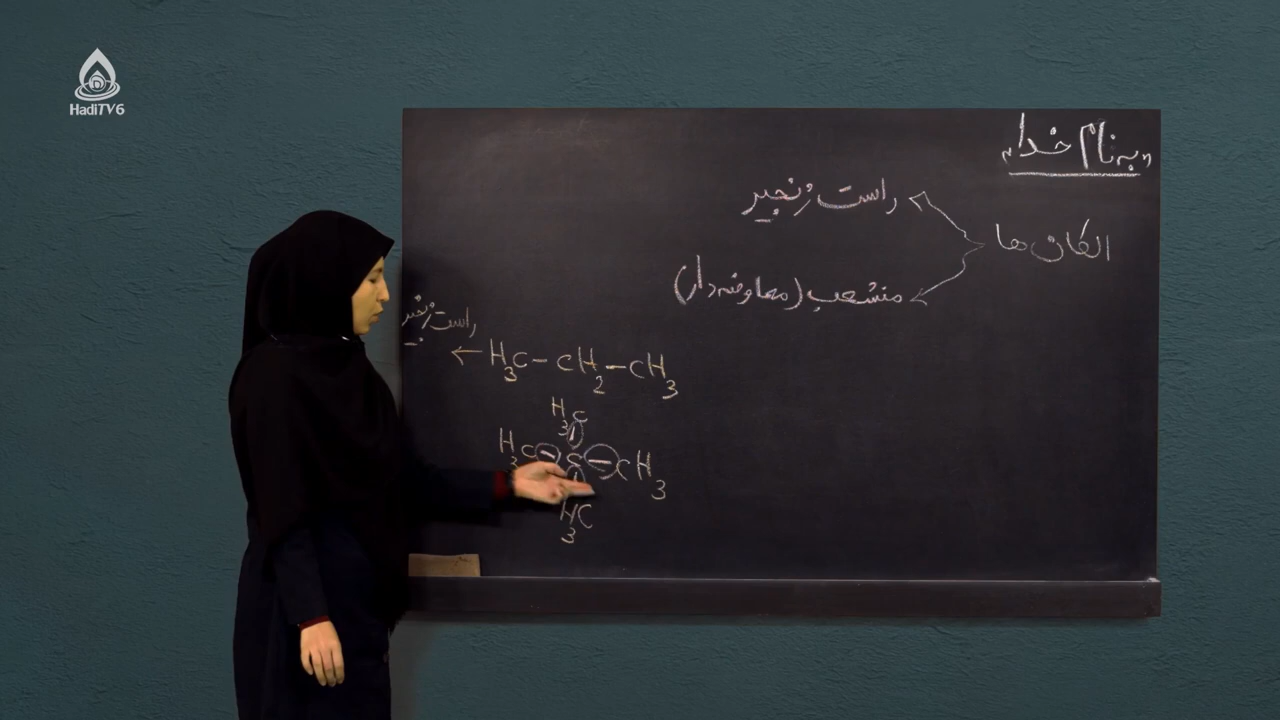 HadiTV6
"به نام خدا"
راست زنجیر
الکان ها
منشعب (معاوضه دار)
راست زنجیر
← H3C – CH2 – CH3
H3C
H3C – C – CH3
H3C